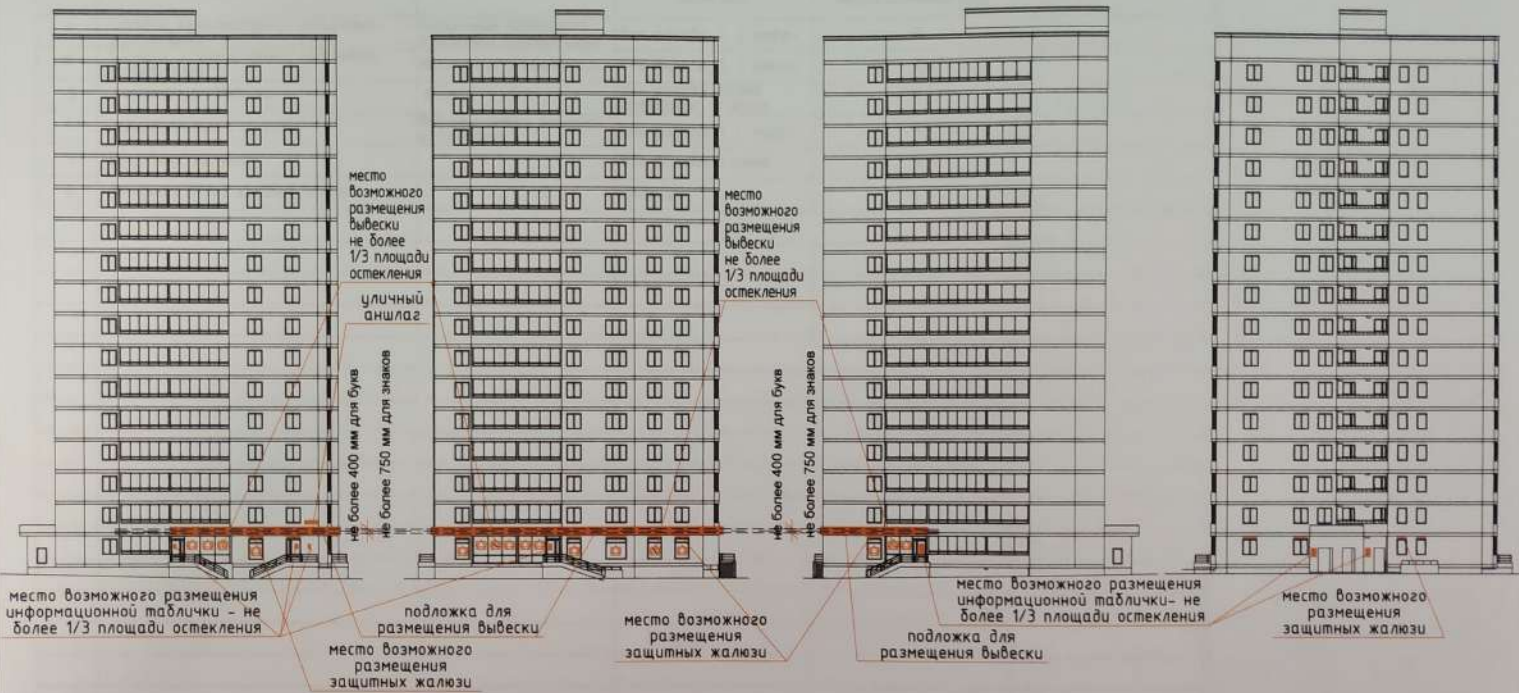 место
возможного
размещения
вывески
не более
1/3 площади
остекления
уличный
аншлаг
не более 400 мм для букв
не более 750 мм для знаков
место
возможного
размещения
вывески
не более
1/3 площади
остекления
не более 400 мм для букв
не более 750 мм для знаков
место возможного размещения
информационной таблички - не
более 1/3 площади остекления
подложка для
размещения вывески
место возможного
размещения
защитных жалюзи
место возможного
размещения
защитных жалюзи
подложка для
размещения вывески
место возможного размещения
информационной таблички- не
более 1/3 площади остекления
место возможного
размещения
защитных жалюзи